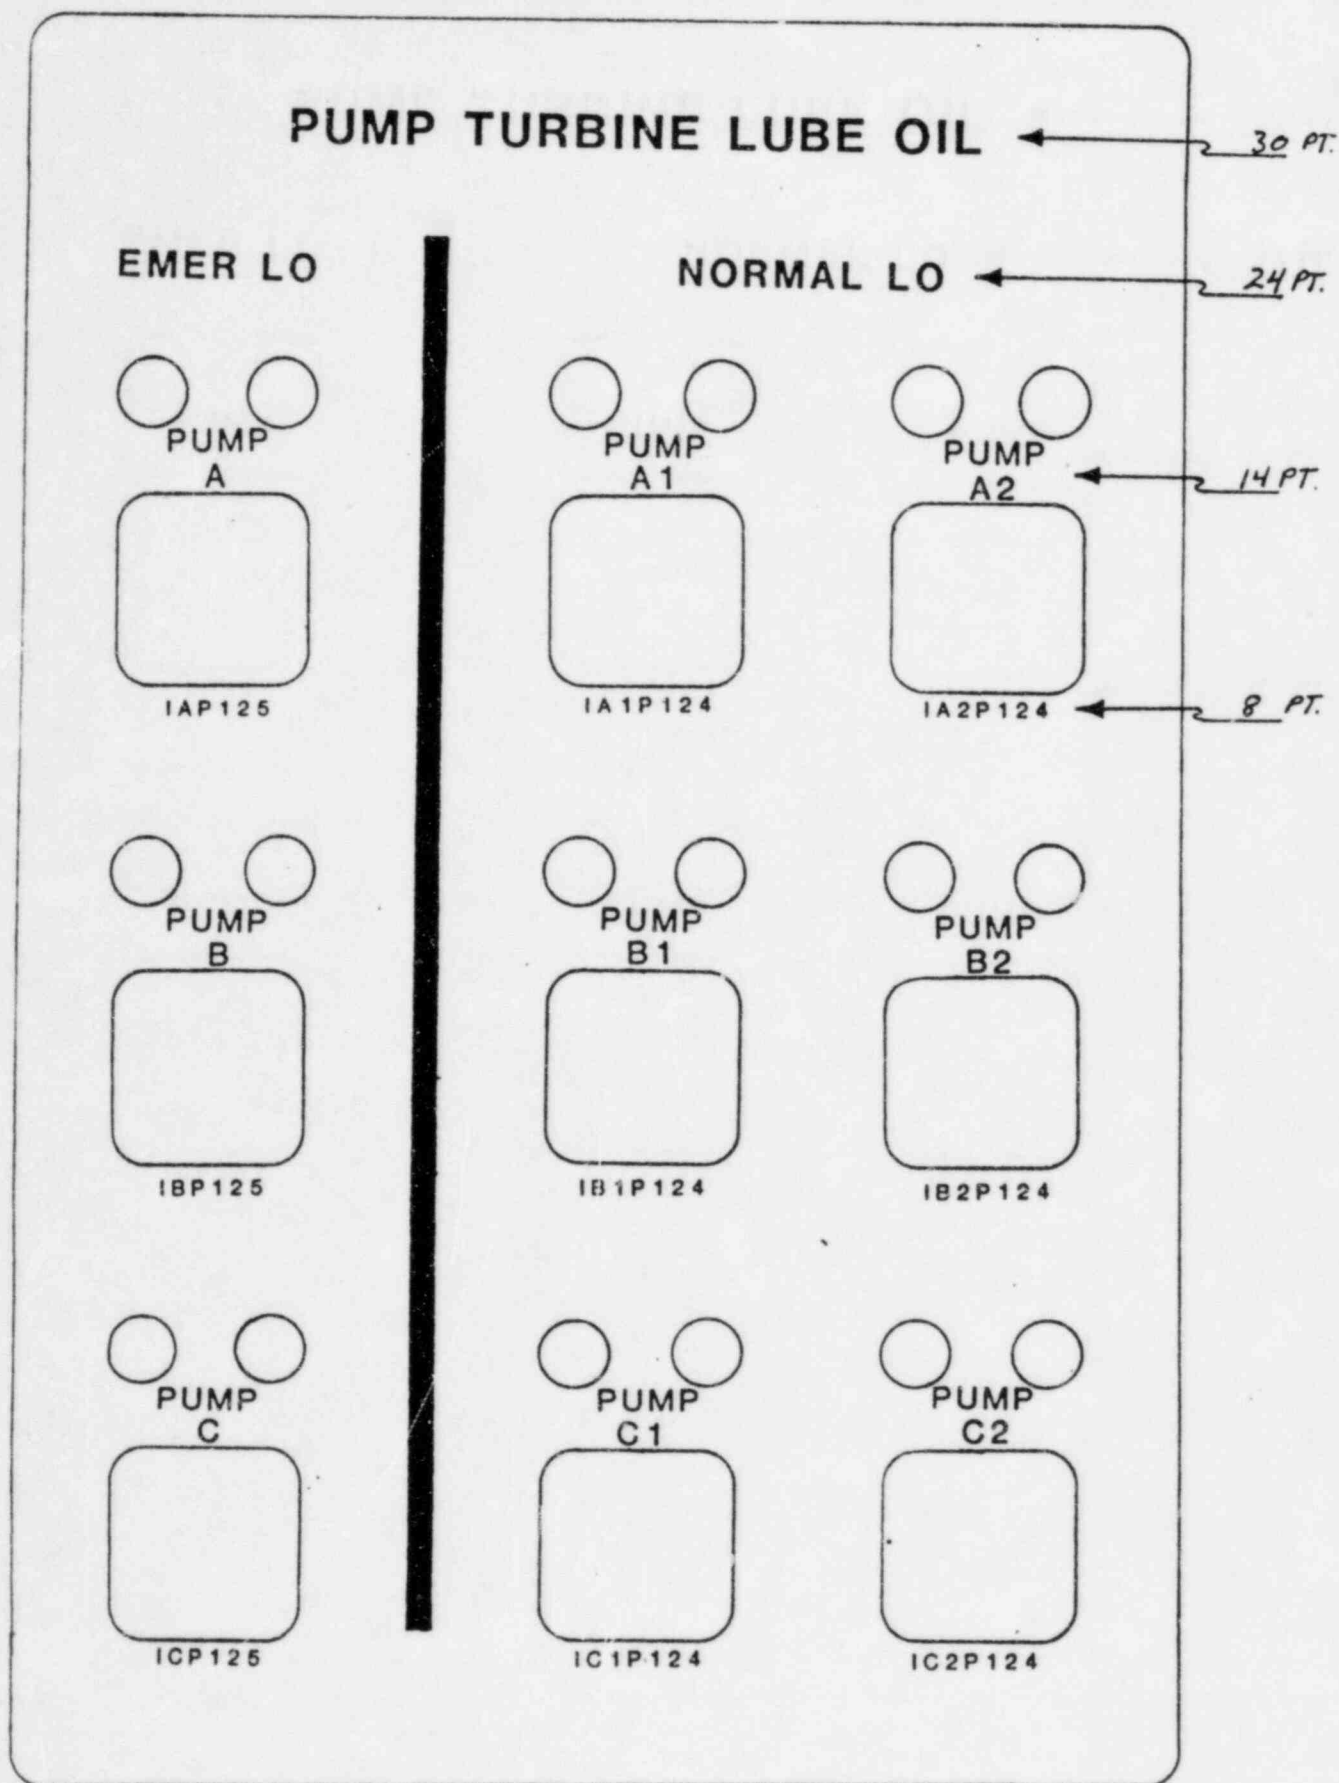 PUMP TURBINE LUBE OIL 30 PT.
EMER LO NORMAL LO 24 PT.
PUMP PUMP PUMP
A A1 A2 14 PT.
IAP125 IA1P124 IA2P124 8 PT.
PUMP PUMP PUMP
B B1 B2
IBP125 IB1P124 IB2P124
PUMP PUMP PUMP
C C1 C2
ICP125 IC1P124 IC2P124